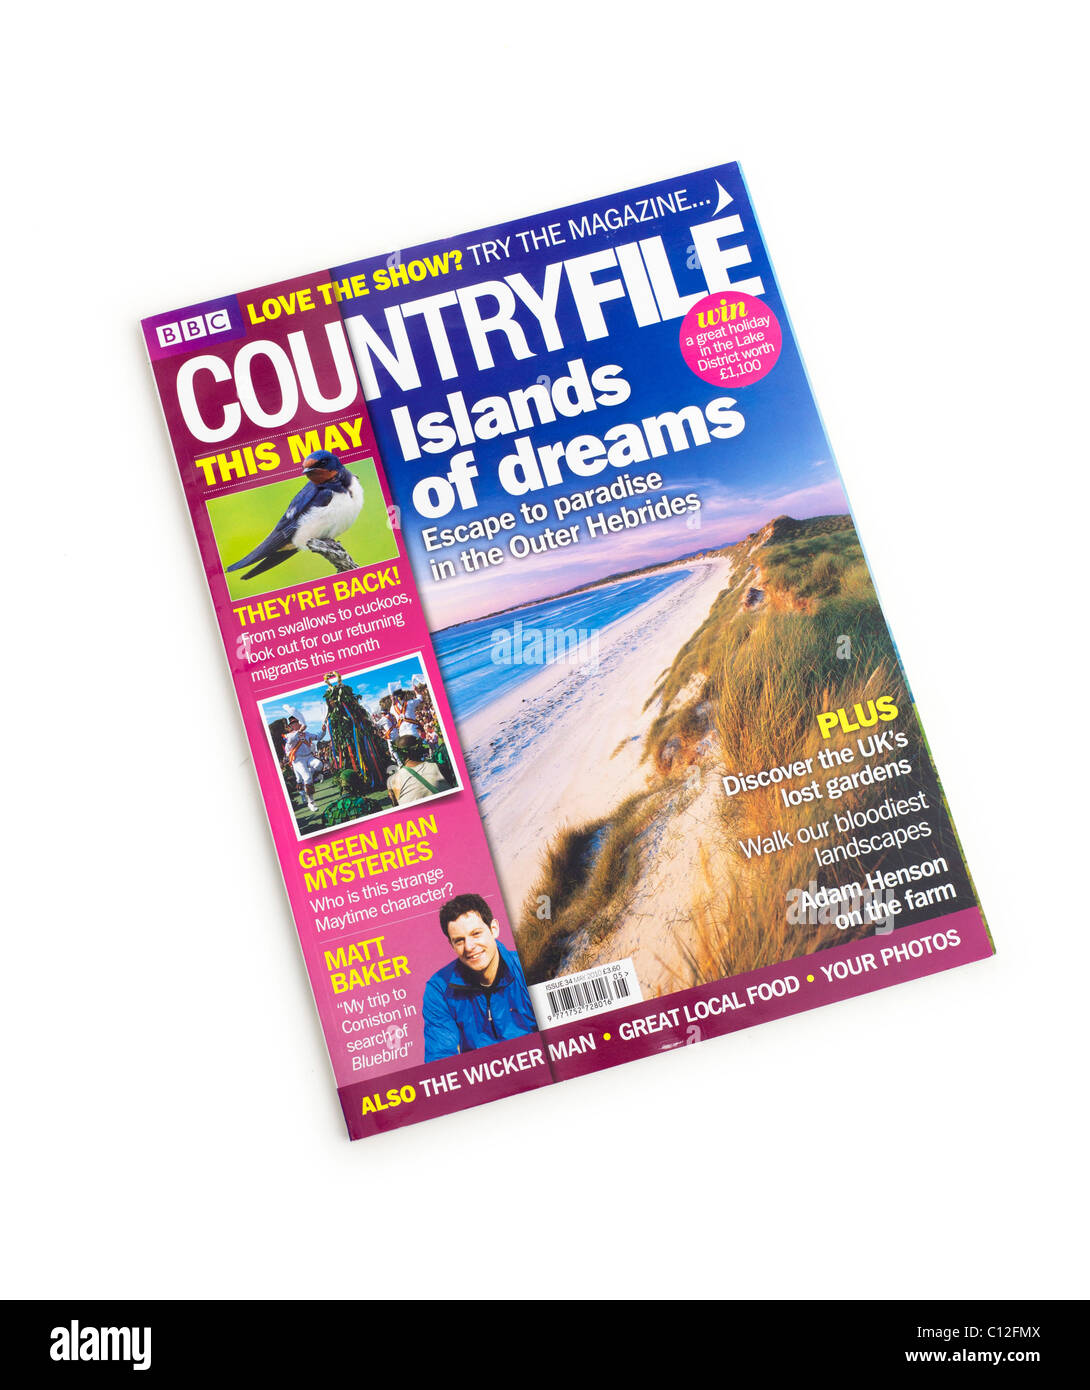 LOVE THE SHOW? TRY THE MAGAZINE...
BBC
COUNTRYFILE
win
a great holiday
in the Lake
District worth
£1,100
THIS MAY
Islands
of dreams
Escape to paradise
in the Outer Hebrides
THEY'RE BACK!
From swallows to cuckoos,
look out for our returning
migrants this month
GREEN MAN
MYSTERIES
Who is this strange
Maytime character?
MATT
BAKER
"My trip to
Coniston in
search of
Bluebird"
PLUS
Discover the UK's
lost gardens
Walk our bloodiest
landscapes
Adam Henson
on the farm
ISSUE 34 MAY 2010 £3.60
05>
9 771752 728016
ALSO THE WICKER MAN • GREAT LOCAL FOOD • YOUR PHOTOS
alamy
a
a
a
alamy
Image ID: C12FMX
www.alamy.com